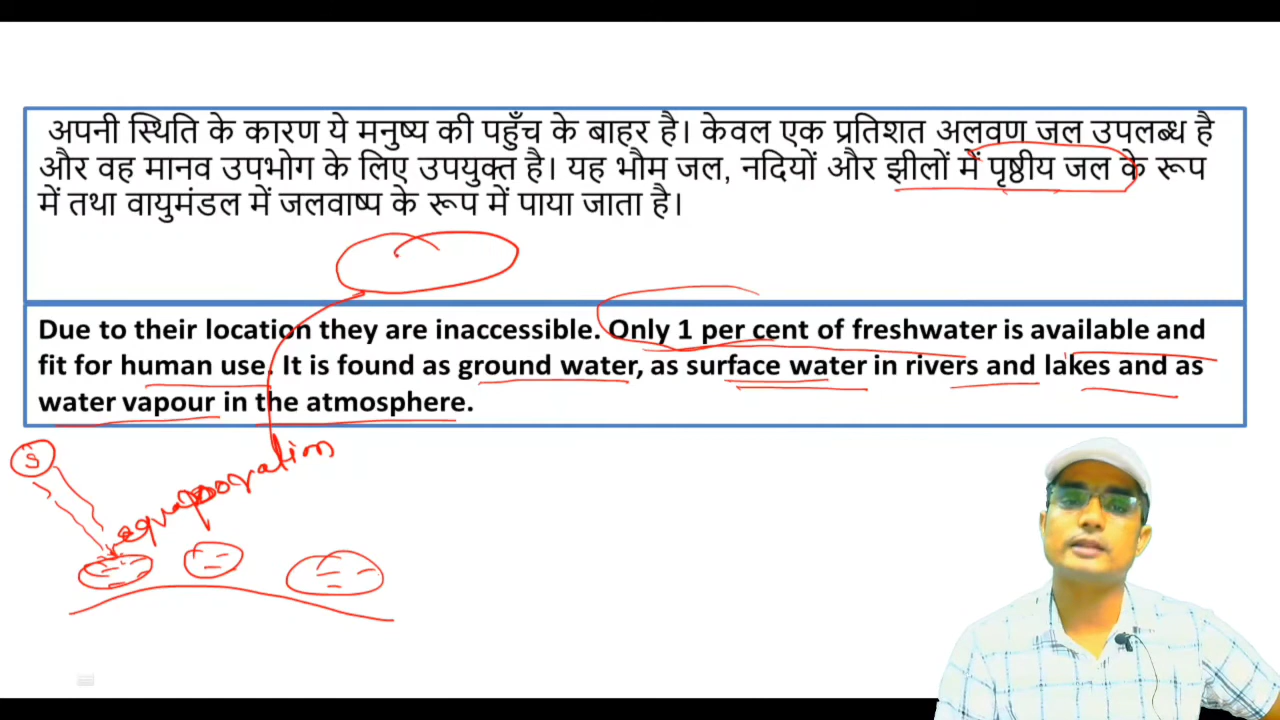 अपनी स्थिति के कारण ये मनुष्य की पहुँच के बाहर है। केवल एक प्रतिशत अलवण जल उपलब्ध है
और वह मानव उपभोग के लिए उपयुक्त है। यह भौम जल, नदियों और झीलों में पृष्ठीय जल के रूप
में तथा वायुमंडल में जलवाष्प के रूप में पाया जाता है।
Due to their location they are inaccessible. Only 1 per cent of freshwater is available and
fit for human use. It is found as ground water, as surface water in rivers and lakes and as
water vapour in the atmosphere.
S